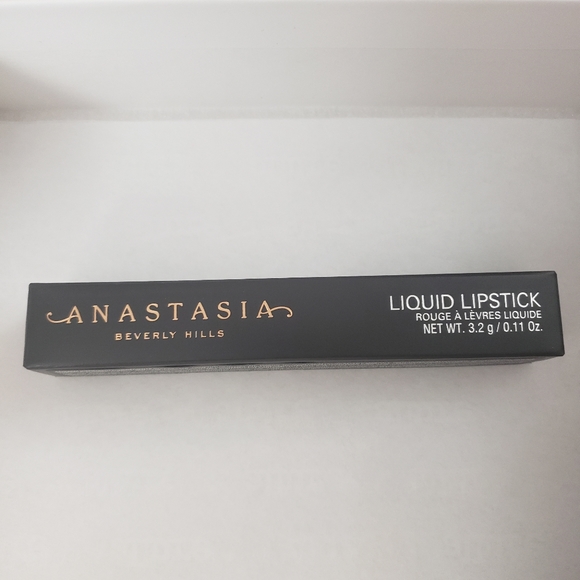 ANASTASIA
BEVERLY HILLS
LIQUID LIPSTICK
ROUGE À LÈVRES LIQUIDE
NET WT. 3.2 g / 0.11 Oz.